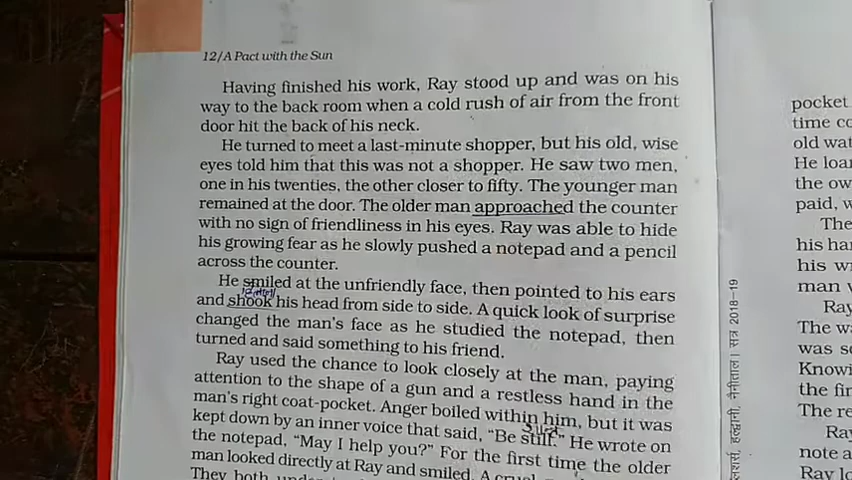 12/A Pact with the Sun
Having finished his work, Ray stood up and was on his
way to the back room when a cold rush of air from the front
door hit the back of his neck.
He turned to meet a last-minute shopper, but his old, wise
eyes told him that this was not a shopper. He saw two men,
one in his twenties, the other closer to fifty. The younger man
remained at the door. The older man approached the counter
with no sign of friendliness in his eyes. Ray was able to hide
his growing fear as he slowly pushed a notepad and a pencil
across the counter.
He smiled at the unfriendly face, then pointed to his ears
and shook his head from side to side. A quick look of surprise
changed the man's face as he studied the notepad, then
turned and said something to his friend.
Ray used the chance to look closely at the man, paying
attention to the shape of a gun and a restless hand in the
man's right coat-pocket. Anger boiled within him, but it was
kept down by an inner voice that said, "Be still." He wrote on
the notepad, "May I help you?" For the first time the older
man looked directly at Ray and smiled. A
They both
हल्द्वानी, नैनीताल। सत्र 2018–19
pocket
time
old
He
the
paid,
The
his
his
man
Ray
The
was
the
The
Ray
note
Ray